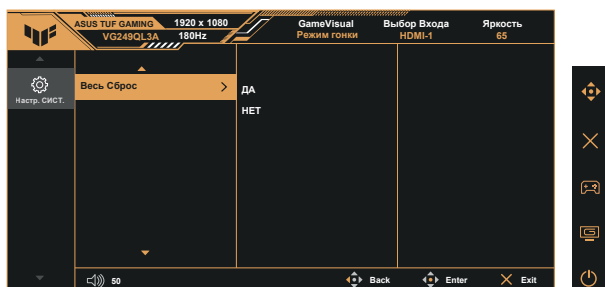 ASUS TUF GAMING 1920 x 1080 GameVisual Выбор Входа Яркость
VG249QL3A 180Hz Режим гонки HDMI-1 65
Настр. СИСТ.
Весь Сброс
ДА
НЕТ
50 Back Enter Exit